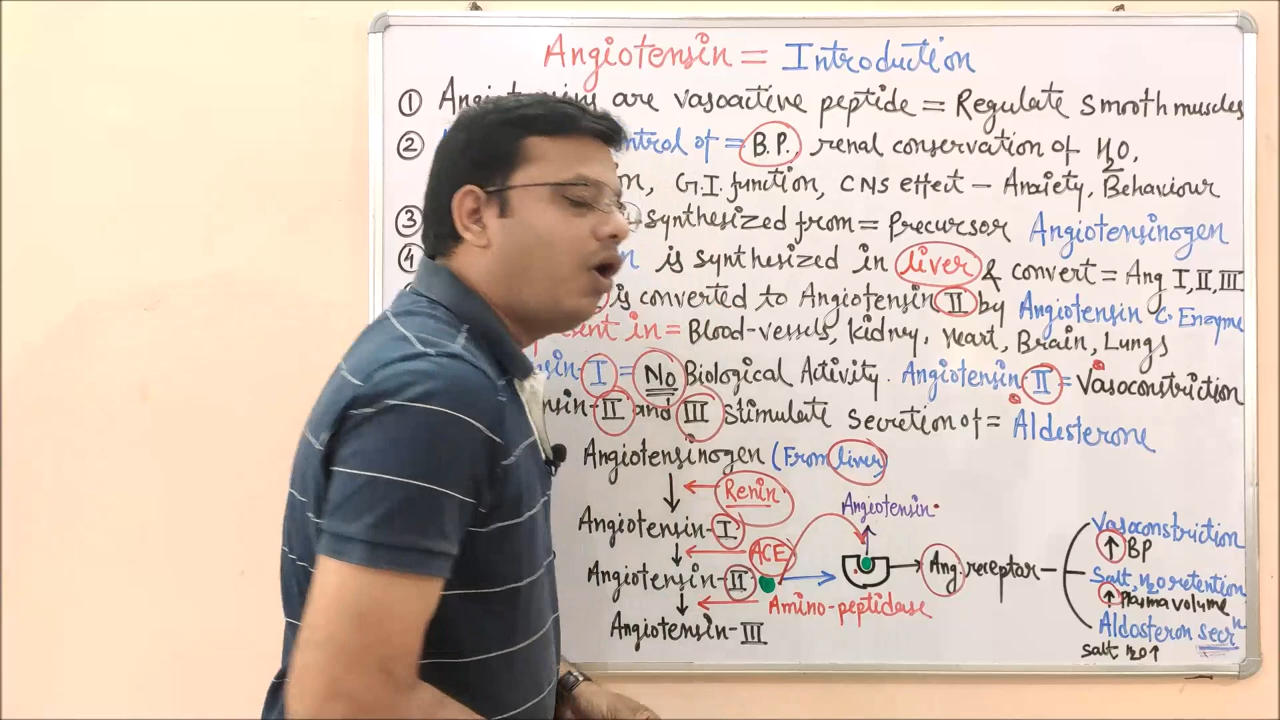 Angiotensin = Introduction
① are vasoactive peptide = Regulate smooth muscles
② control of = B.P. renal conservation of H2O,
G.I. function, CNS effect – Anxiety, Behaviour
③ synthesized from = Precursor Angiotensinogen
④ is synthesized in liver & convert = Ang I, II, III
is converted to Angiotensin II by Angiotensin C. Enzyme
present in = Blood-vessels, Kidney, Heart, Brain, Lungs
I = No Biological Activity. Angiotensin-II = Vasoconstriction
II and III stimulate secretion of = Aldesterone
Angiotensinogen (From liver)
Renin
Angiotensin-I
ACE
Angiotensin-II
Amino-peptidase
Angiotensin-III
Angiotensin
Ang. receptor
Vasoconstriction
↑ BP
Salt, H2O retention
↑ Plasma volume
Aldosteron secrⁿ
Salt H2O ↑